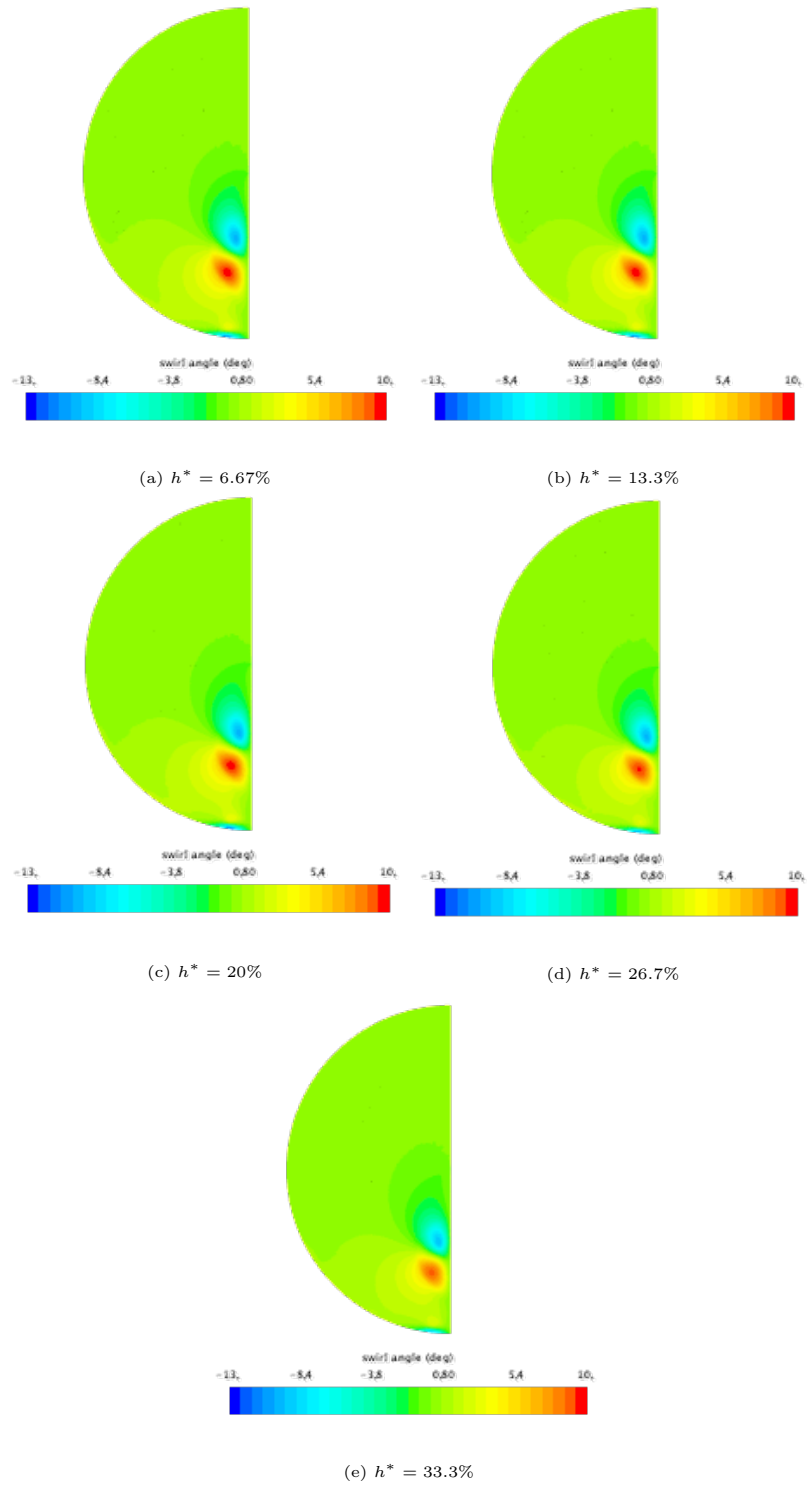 swirl angle (deg) swirl angle (deg)
-13, -8,4 -3,8 0,80 5,4 10, -13, -8,4 -3,8 0,80 5,4 10,
(a) h* = 6.67% (b) h* = 13.3%
swirl angle (deg) swirl angle (deg)
-13, -8,4 -3,8 0,80 5,4 10, -13, -8,4 -3,8 0,80 5,4 10,
(c) h* = 20% (d) h* = 26.7%
swirl angle (deg)
-13, -8,4 -3,8 0,80 5,4 10,
(e) h* = 33.3%